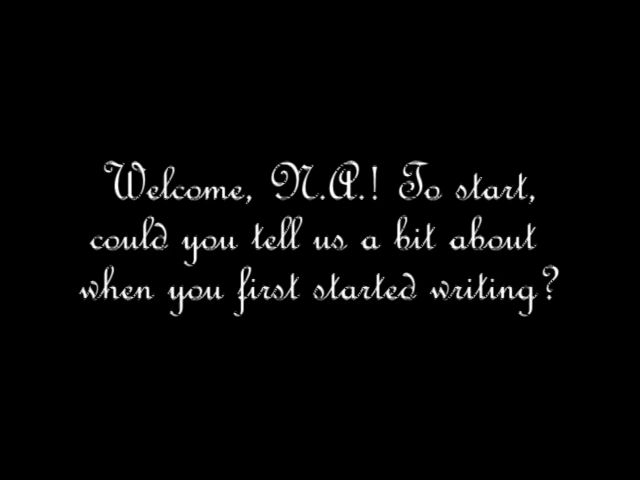 Welcome, N.A.! To start,
could you tell us a bit about
when you first started writing?